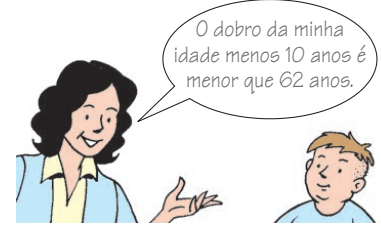 O dobro da minha
idade menos 10 anos é
menor que 62 anos.